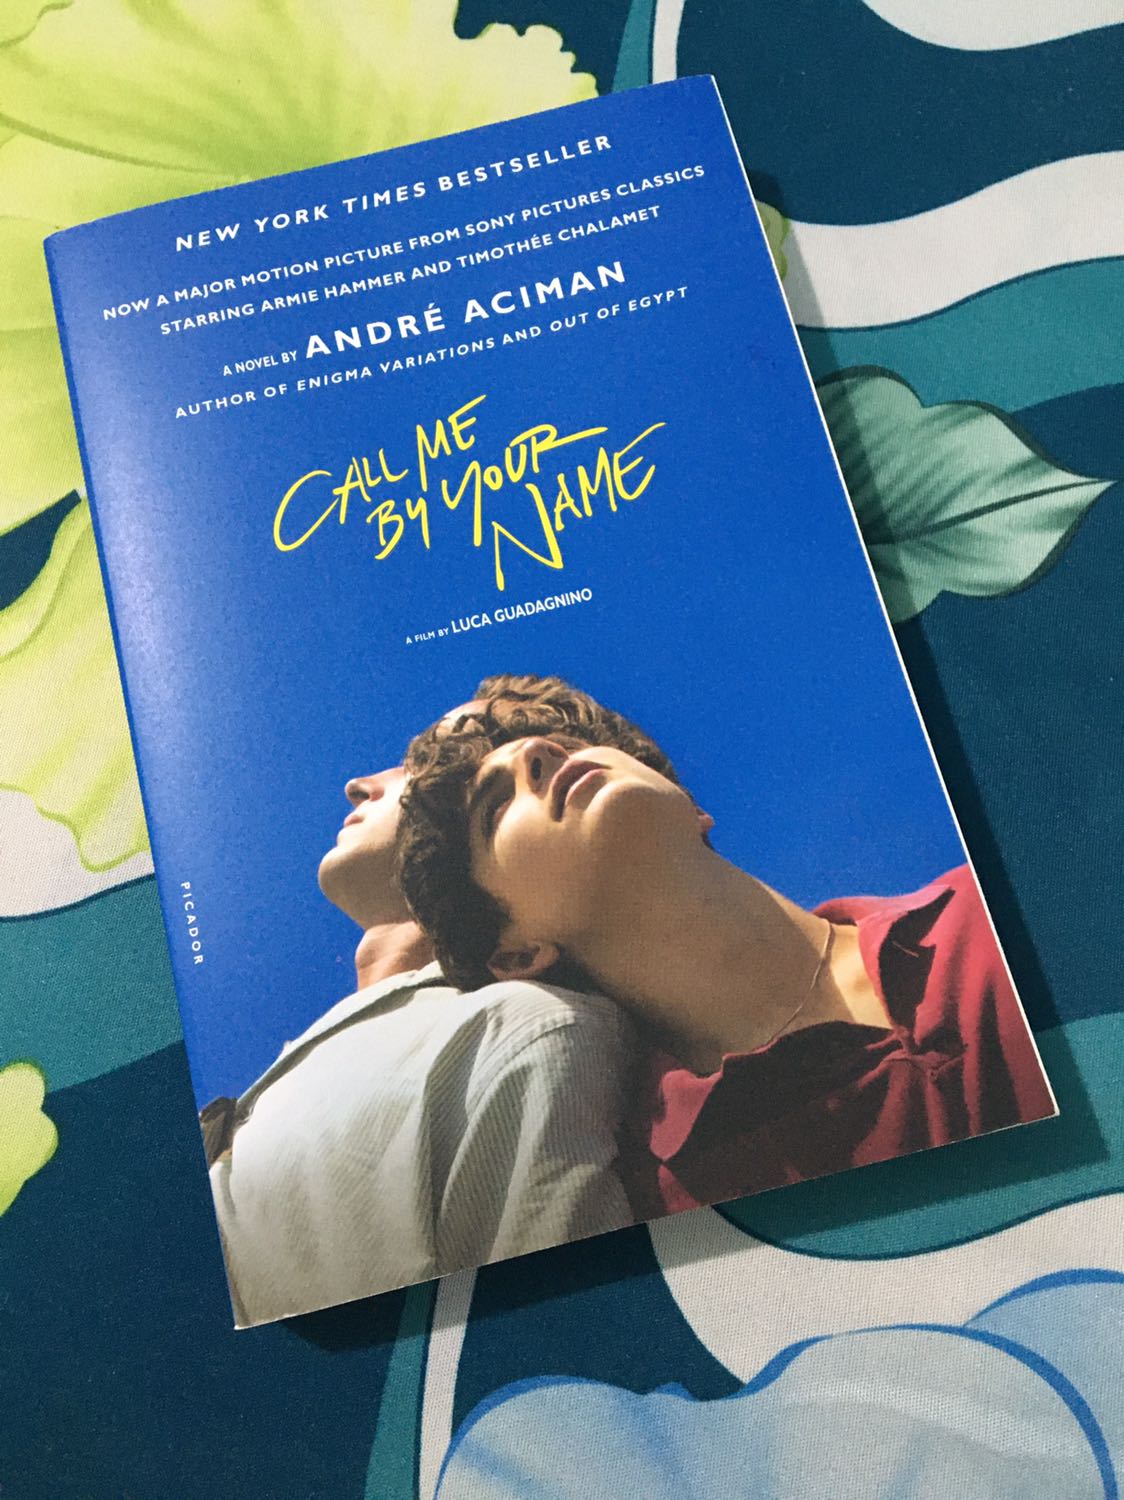 NEW YORK TIMES BESTSELLER
NOW A MAJOR MOTION PICTURE FROM SONY PICTURES CLASSICS
STARRING ARMIE HAMMER AND TIMOTHÉE CHALAMET
A NOVEL BY ANDRÉ ACIMAN
AUTHOR OF ENIGMA VARIATIONS AND OUT OF EGYPT
CALL ME
BY YOUR
NAME
A FILM BY LUCA GUADAGNINO
PICADOR